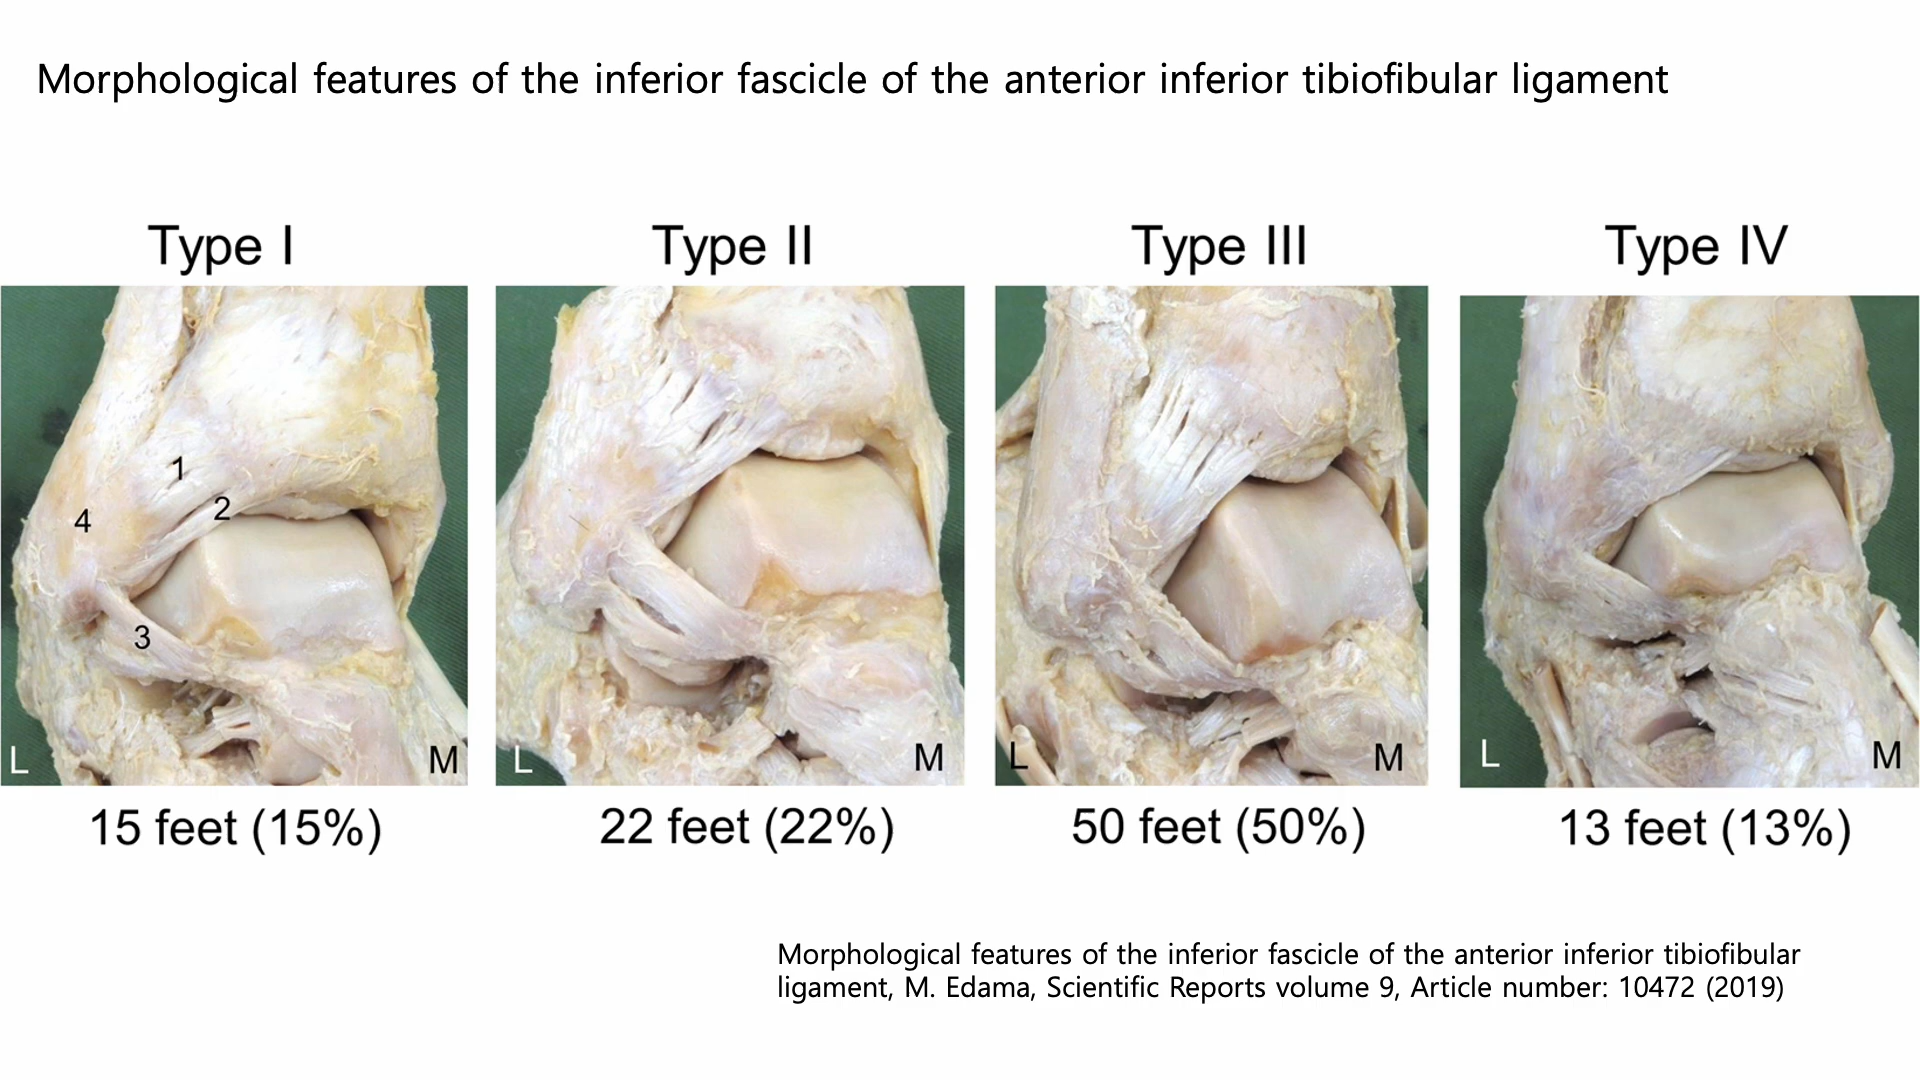 Morphological features of the inferior fascicle of the anterior inferior tibiofibular ligament
Type I
Type II
Type III
Type IV
1
2
4
3
L
M
L
M
L
M
L
M
15 feet (15%)
22 feet (22%)
50 feet (50%)
13 feet (13%)
Morphological features of the inferior fascicle of the anterior inferior tibiofibular
ligament, M. Edama, Scientific Reports volume 9, Article number: 10472 (2019)